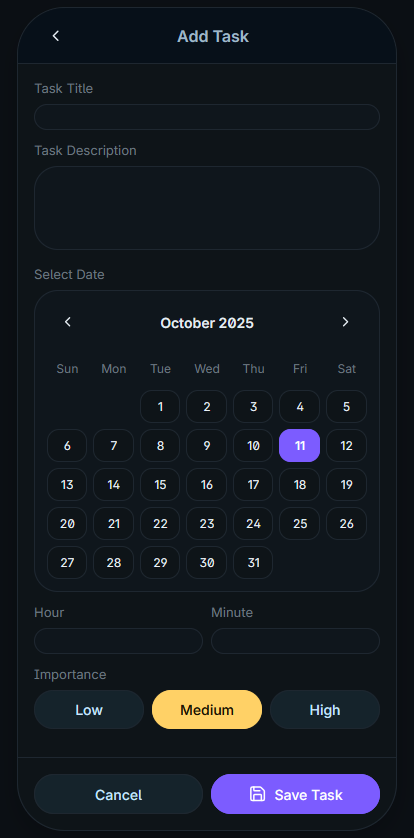 Add Task
Task Title
Task Description
Select Date
October 2025
Sun Mon Tue Wed Thu Fri Sat
1 2 3 4 5
6 7 8 9 10 11 12
13 14 15 16 17 18 19
20 21 22 23 24 25 26
27 28 29 30 31
Hour Minute
Importance
Low Medium High
Cancel Save Task